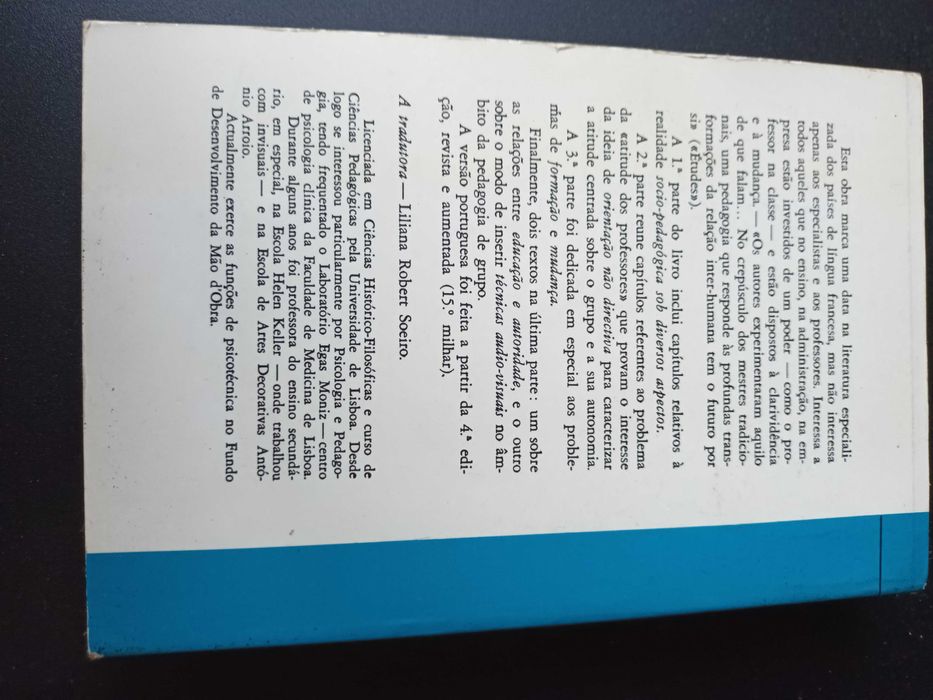 Esta obra marca uma data na literatura especiali-
zada dos países de língua francesa, mas não interessa
apenas aos especialistas e aos professores. Interessa a
todos aqueles que no ensino, na administração, na em-
presa estão investidos de um poder — como o pro-
fessor na classe — e estão dispostos à clarividência
e à mudança. — «Os autores experimentaram aquilo
de que falam... No crepúsculo dos mestres tradicio-
nais, uma pedagogia que responde às profundas trans-
formações da relação inter-humana tem o futuro por
si» («Études»).
A 1.ª parte do livro inclui capítulos relativos à
realidade socio-pedagógica sob diversos aspectos.
A 2.ª parte reune capítulos referentes ao problema
da «atitude dos professores» que provam o interesse
da ideia de orientação não directiva para caracterizar
a atitude centrada sobre o grupo e a sua autonomia.
A 3.ª parte foi dedicada em especial aos proble-
mas de formação e mudança.
Finalmente, dois textos na última parte: um sobre
as relações entre educação e autoridade, e o outro
sobre o modo de inserir técnicas audio-visuais no âm-
bito da pedagogia de grupo.
A versão portuguesa foi feita a partir da 4.ª edi-
ção, revista e aumentada (15.º milhar).
A tradutora — Liliana Robert Soeiro.
Licenciada em Ciências Histórico-Filosóficas e curso de
Ciências Pedagógicas pela Universidade de Lisboa. Desde
logo se interessou particularmente por Psicologia e Pedago-
gia, tendo frequentado o Laboratório Egas Moniz — centro
de psicologia clínica da Faculdade de Medicina de Lisboa.
Durante alguns anos foi professora do ensino secundá-
rio, em especial, na Escola Helen Keller — onde trabalhou
com invisuais — e na Escola de Artes Decorativas Antó-
nio Arroio.
Actualmente exerce as funções de psicotécnica no Fundo
de Desenvolvimento da Mão d'Obra.